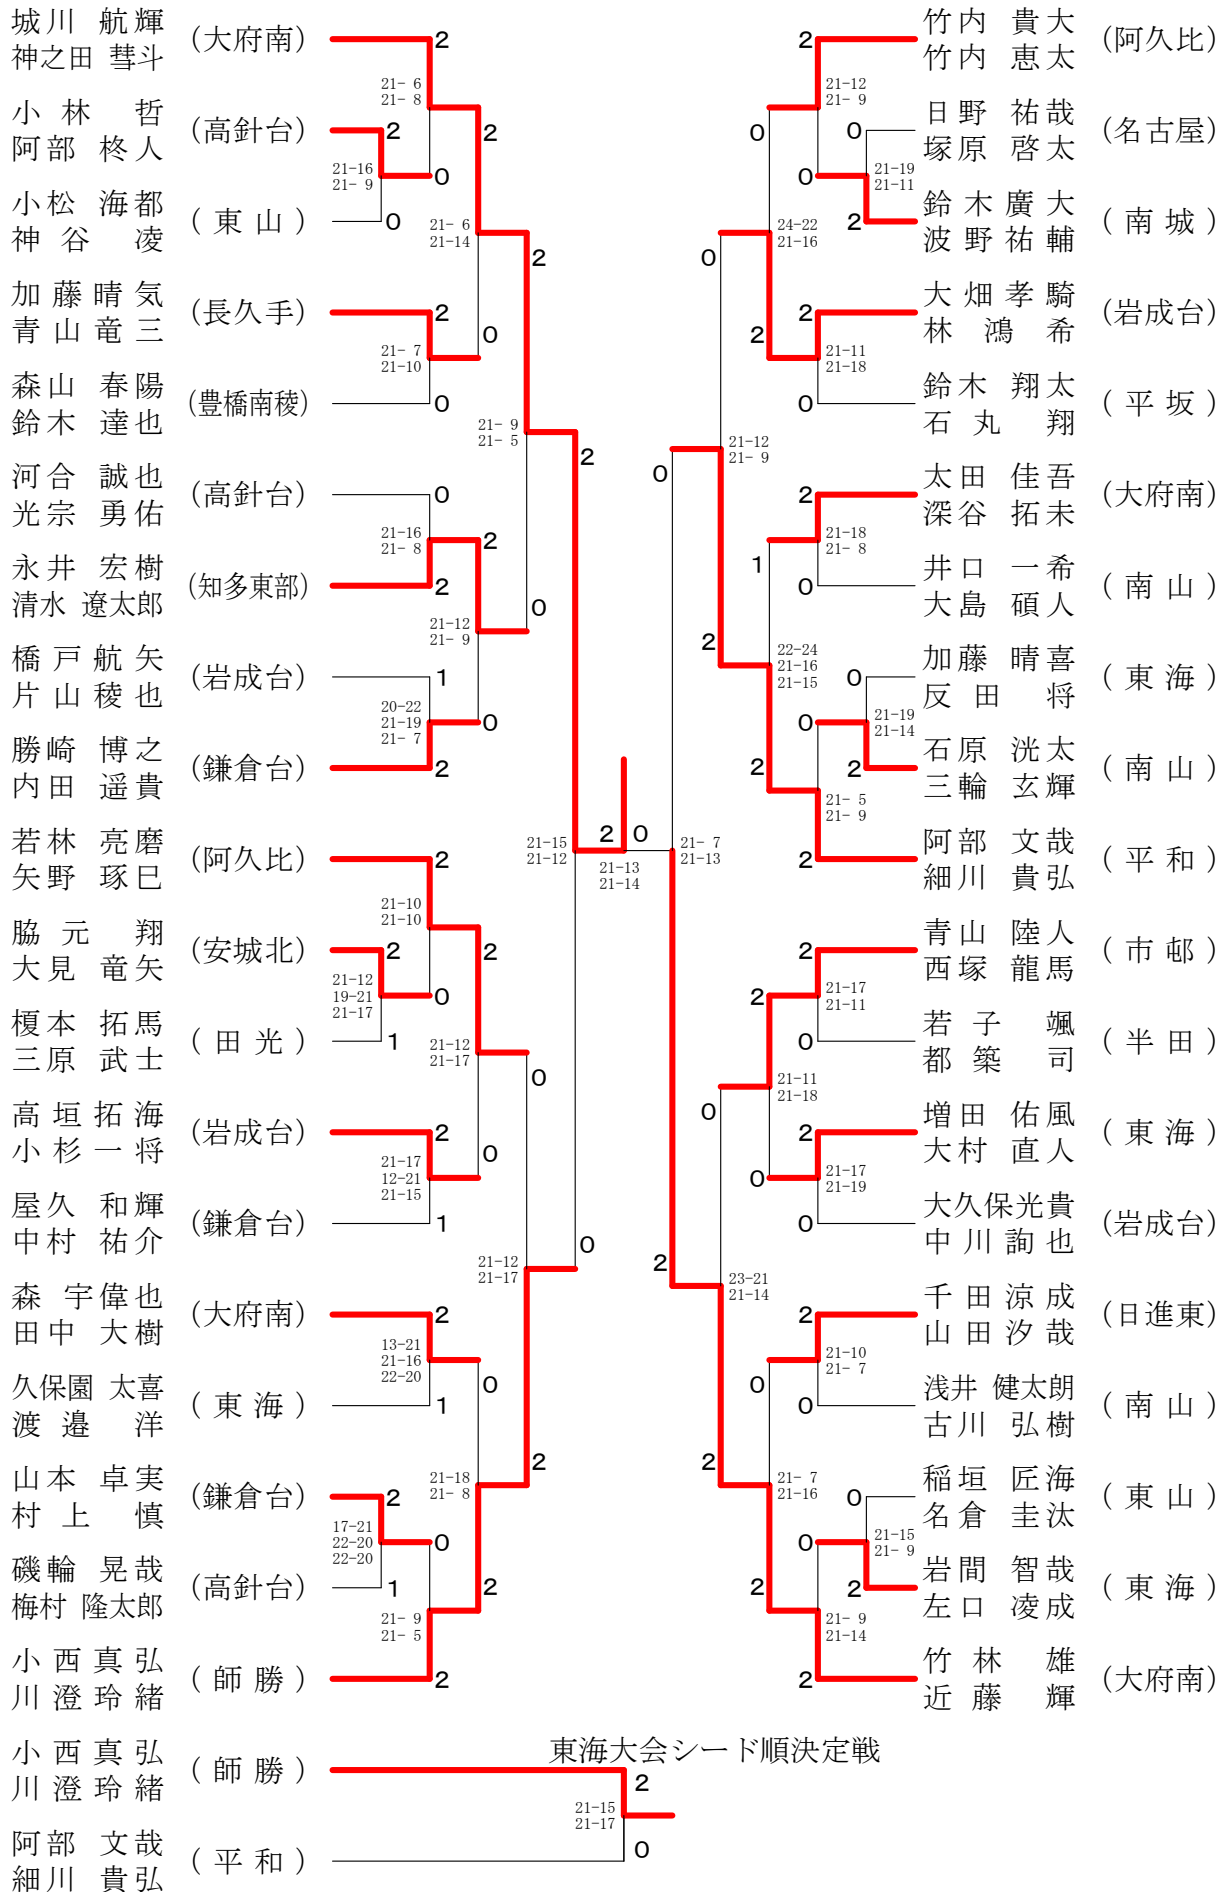 城川 航輝
神之田 彗斗
(大府南)
2
21- 6
21- 8
小林 哲
阿部 柊人
(高針台)
2
2
21-16
21- 9
0
小松 海都
神谷 凌
(東山)
0
21- 6
21-14
2
加藤晴気
青山竜三
(長久手)
2
0
21- 7
21-10
森山 春陽
鈴木 達也
(豊橋南稜)
0
21- 9
21- 5
2
河合 誠也
光宗 勇佑
(高針台)
0
21-16
21- 8
2
永井 宏樹
清水 遼太郎
(知多東部)
2
0
21-12
21- 9
橋戸航矢
片山稜也
(岩成台)
1
20-22
21-19
21- 7
0
勝崎 博之
内田 遥貴
(鎌倉台)
2
21-15
21-12
2
0
21-13
21-14
若林 亮磨
矢野 琢巳
(阿久比)
2
21-10
21-10
脇元 翔
大見 竜矢
(安城北)
2
2
21-12
19-21
21-17
0
榎本 拓馬
三原 武士
(田光)
1
21-12
21-17
0
高垣拓海
小杉一将
(岩成台)
2
0
21-17
12-21
21-15
屋久 和輝
中村 祐介
(鎌倉台)
1
0
21-12
21-17
森 宇偉也
田中 大樹
(大府南)
2
13-21
21-16
22-20
0
久保園 太喜
渡邉 洋
(東海)
1
2
21-18
21- 8
山本 卓実
村上 慎
(鎌倉台)
2
17-21
22-20
22-20
0
磯輪 晃哉
梅村 隆太郎
(高針台)
1
2
21- 9
21- 5
小西真弘
川澄玲緒
(師勝)
2
竹内 貴大
竹内 恵太
(阿久比)
2
21-12
21- 9
0
日野 祐哉
塚原 啓太
(名古屋)
0
21-19
21-11
0
鈴木廣大
波野祐輔
(南城)
2
24-22
21-16
0
大畑孝騎
林 鴻希
(岩成台)
2
2
21-11
21-18
鈴木 翔太
石丸 翔
(平坂)
0
21-12
21- 9
0
太田 佳吾
深谷 拓未
(大府南)
2
21-18
21- 8
1
井口 一希
大島 碩人
(南山)
0
2
22-24
21-16
21-15
加藤 晴喜
反田 将
(東海)
0
21-19
21-14
0
石原 洸太
三輪 玄輝
(南山)
2
2
21- 5
21- 9
阿部 文哉
細川 貴弘
(平和)
2
21- 7
21-13
青山 陸人
西塚 龍馬
(市邨)
2
21-17
21-11
2
若子 颯
都築 司
(半田)
0
21-11
21-18
0
増田 佑風
大村 直人
(東海)
2
21-17
21-19
0
大久保光貴
中川詢也
(岩成台)
0
2
23-21
21-14
千田涼成
山田汐哉
(日進東)
2
21-10
21- 7
0
浅井 健太朗
古川 弘樹
(南山)
0
2
21- 7
21-16
稲垣 匠海
名倉 圭汰
(東山)
0
21-15
21- 9
0
岩間 智哉
左口 凌成
(東海)
2
2
21- 9
21-14
竹林 雄
近藤 輝
(大府南)
2
東海大会シード順決定戦
小西真弘
川澄玲緒
(師勝)
2
21-15
21-17
阿部 文哉
細川 貴弘
(平和)
0